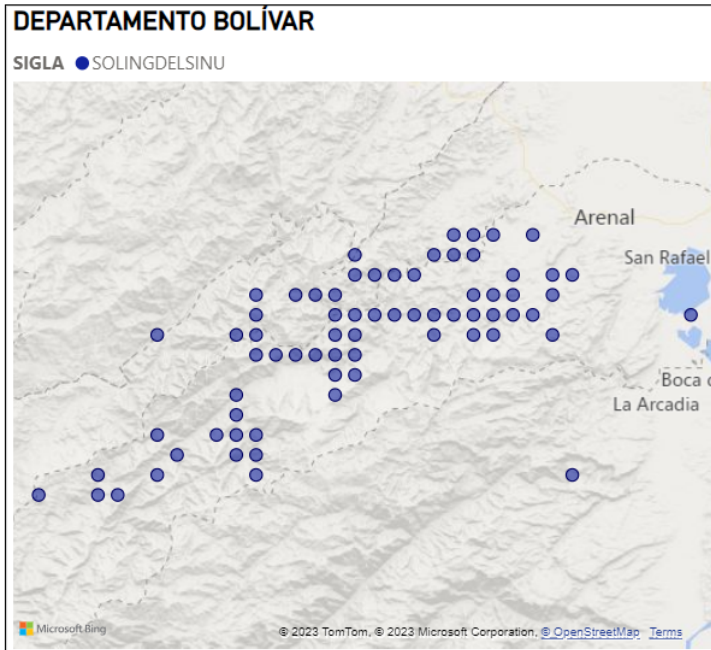 DEPARTAMENTO BOLÍVAR
SIGLA SOLINGDELSINU
Arenal
San Rafael
Boca
La Arcadia
Microsoft Bing
© 2023 TomTom, © 2023 Microsoft Corporation, © OpenStreetMap Terms